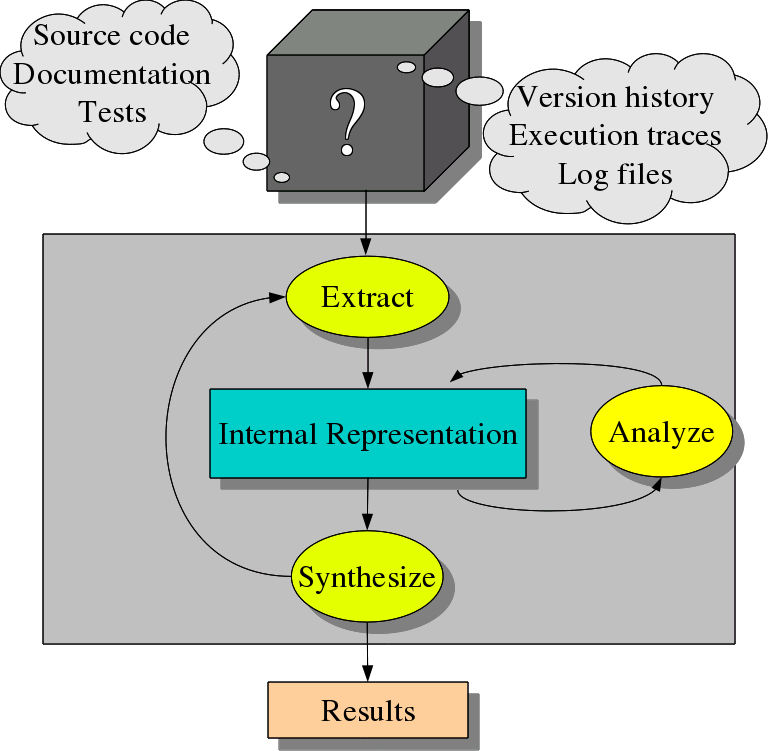 Source code
Documentation
Tests
?
Version history
Execution traces
Log files
Extract
Internal Representation
Analyze
Synthesize
Results